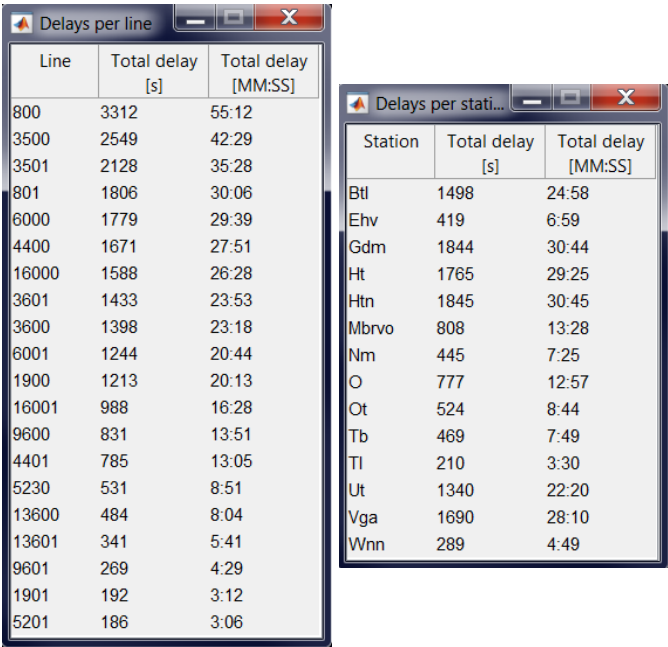 Delays per line
Line Total delay [s] Total delay [MM:SS]
800 3312 55:12
3500 2549 42:29
3501 2128 35:28
801 1806 30:06
6000 1779 29:39
4400 1671 27:51
16000 1588 26:28
3601 1433 23:53
3600 1398 23:18
6001 1244 20:44
1900 1213 20:13
16001 988 16:28
9600 831 13:51
4401 785 13:05
5230 531 8:51
13600 484 8:04
13601 341 5:41
9601 269 4:29
1901 192 3:12
5201 186 3:06
Delays per stati...
Station Total delay [s] Total delay [MM:SS]
Btl 1498 24:58
Ehv 419 6:59
Gdm 1844 30:44
Ht 1765 29:25
Htn 1845 30:45
Mbrvo 808 13:28
Nm 445 7:25
O 777 12:57
Ot 524 8:44
Tb 469 7:49
Tl 210 3:30
Ut 1340 22:20
Vga 1690 28:10
Wnn 289 4:49